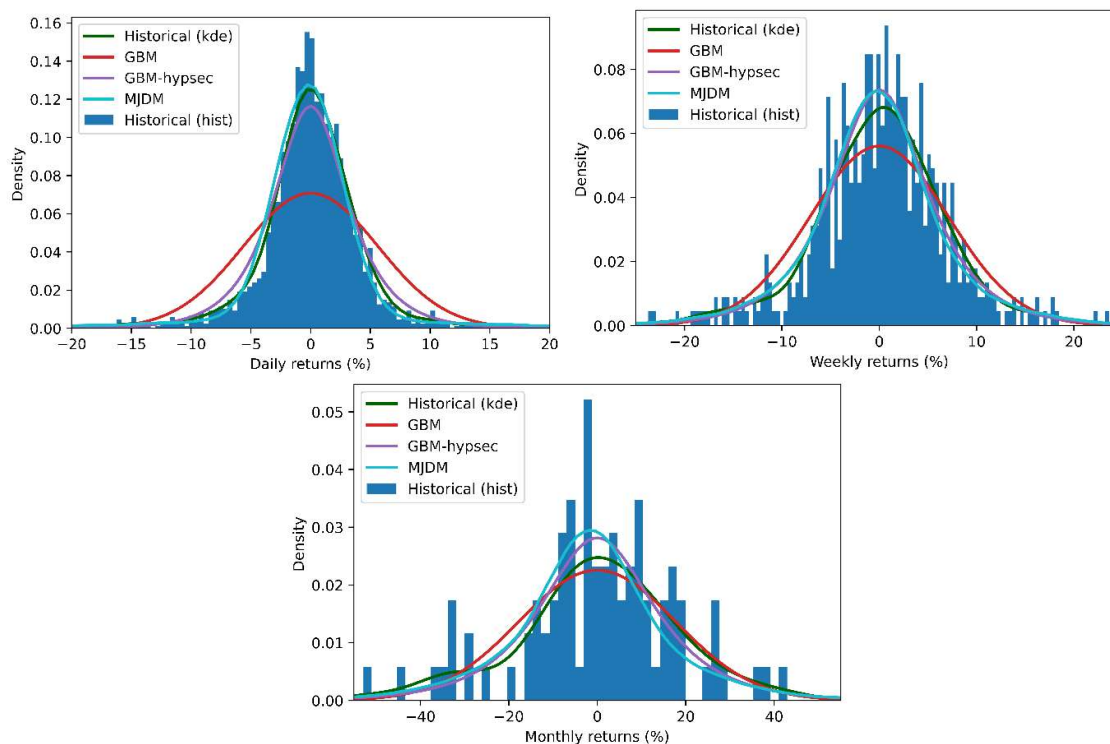 Historical (kde)
GBM
GBM-hypsec
MJDM
Historical (hist)
0.16
0.14
0.12
0.10
0.08
0.06
0.04
0.02
0.00
Density
−20
−15
−10
−5
0
5
10
15
20
Daily returns (%)
Historical (kde)
GBM
GBM-hypsec
MJDM
Historical (hist)
0.08
0.06
0.04
0.02
0.00
Density
−20
−10
0
10
20
Weekly returns (%)
Historical (kde)
GBM
GBM-hypsec
MJDM
Historical (hist)
0.05
0.04
0.03
0.02
0.01
0.00
Density
−40
−20
0
20
40
Monthly returns (%)